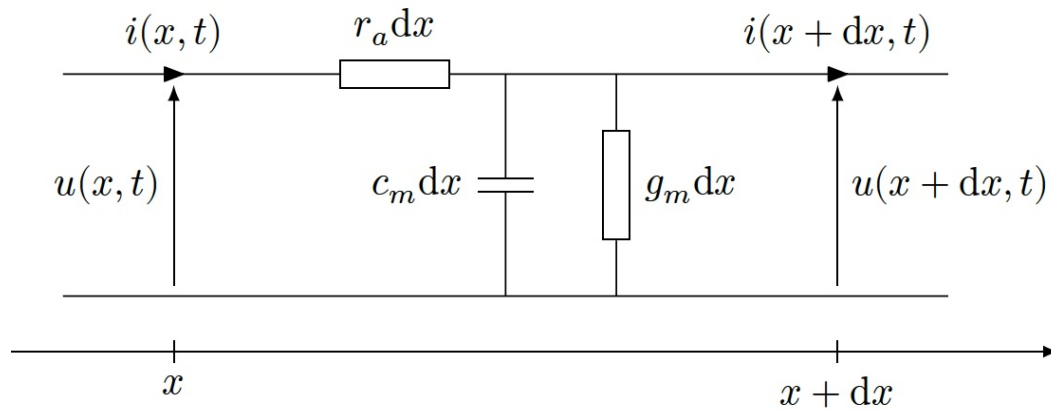 i(x, t)
r_a dx
i(x + dx, t)
u(x, t)
c_m dx
g_m dx
u(x + dx, t)
x
x + dx